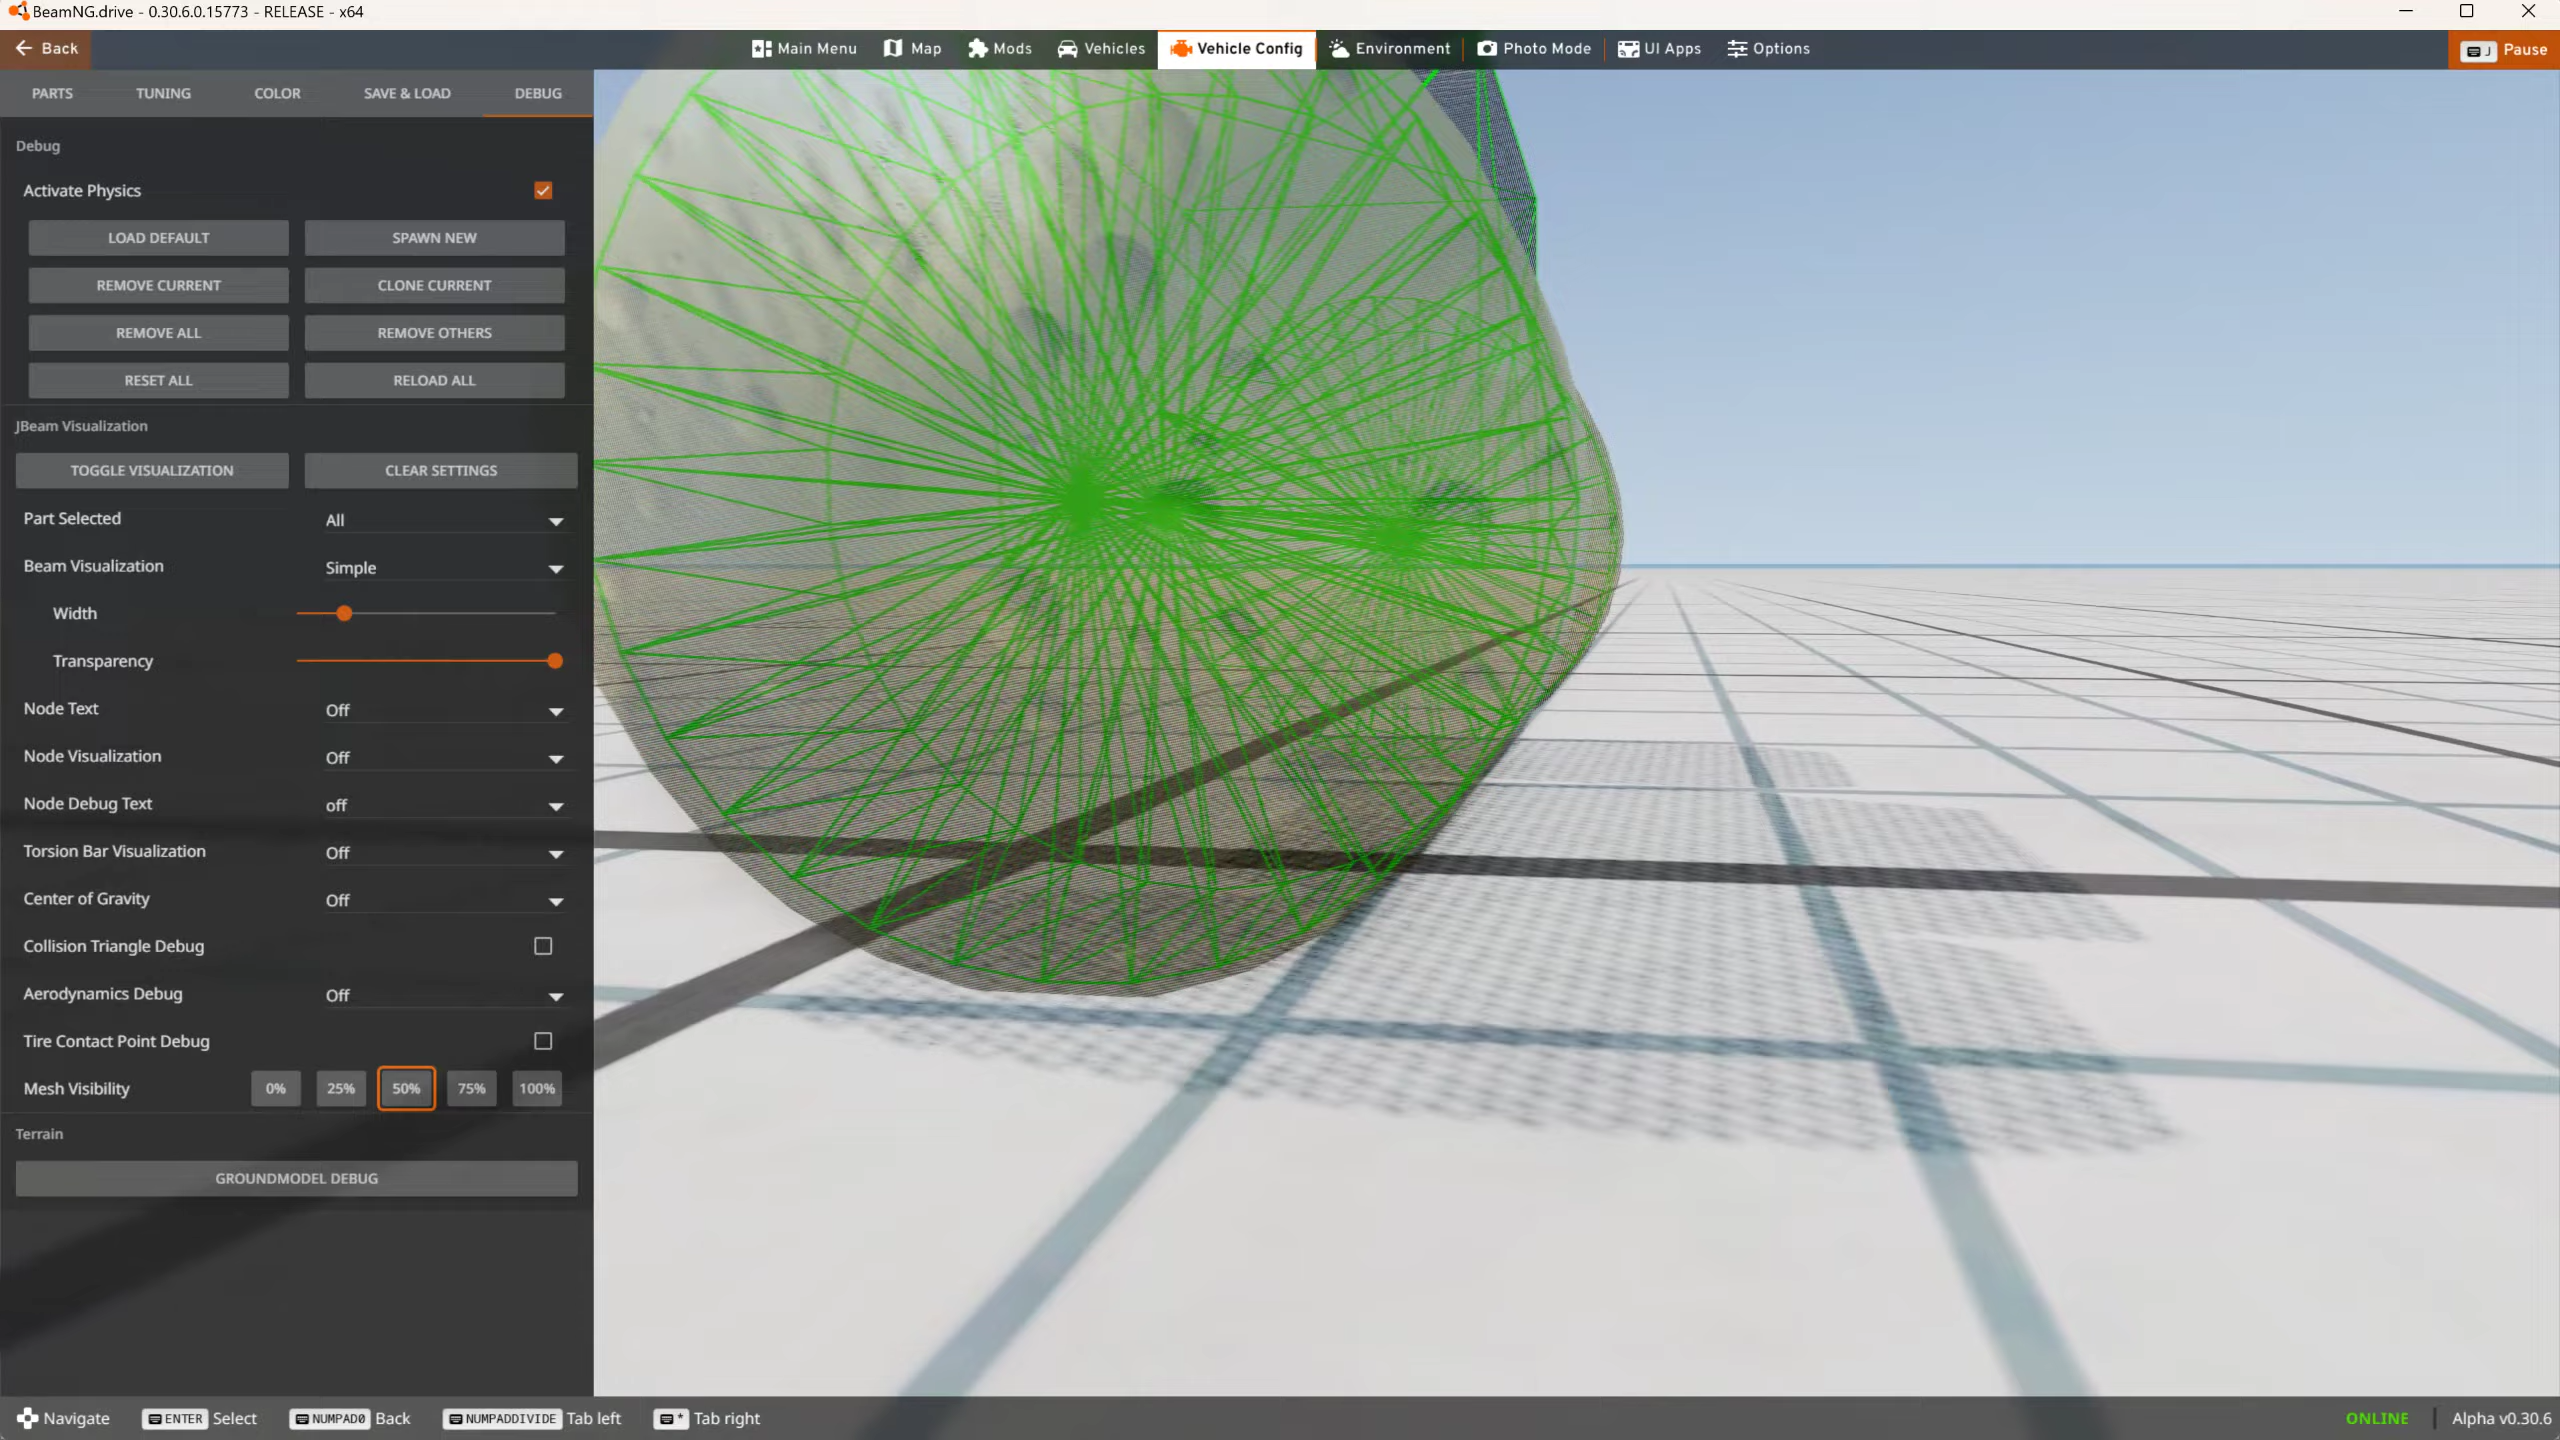 BeamNG.drive - 0.30.6.0.15773 - RELEASE - x64
Back
Main Menu
Map
Mods
Vehicles
Vehicle Config
Environment
Photo Mode
UI Apps
Options
J Pause
PARTS
TUNING
COLOR
SAVE & LOAD
DEBUG
Debug
Activate Physics
LOAD DEFAULT
SPAWN NEW
REMOVE CURRENT
CLONE CURRENT
REMOVE ALL
REMOVE OTHERS
RESET ALL
RELOAD ALL
JBeam Visualization
TOGGLE VISUALIZATION
CLEAR SETTINGS
Part Selected
All
Beam Visualization
Simple
Width
Transparency
Node Text
Off
Node Visualization
Off
Node Debug Text
off
Torsion Bar Visualization
Off
Center of Gravity
Off
Collision Triangle Debug
Aerodynamics Debug
Off
Tire Contact Point Debug
Mesh Visibility
0%
25%
50%
75%
100%
Terrain
GROUNDMODEL DEBUG
Navigate
ENTER Select
NUMPAD0 Back
NUMPADDIVIDE Tab left
* Tab right
ONLINE
Alpha v0.30.6